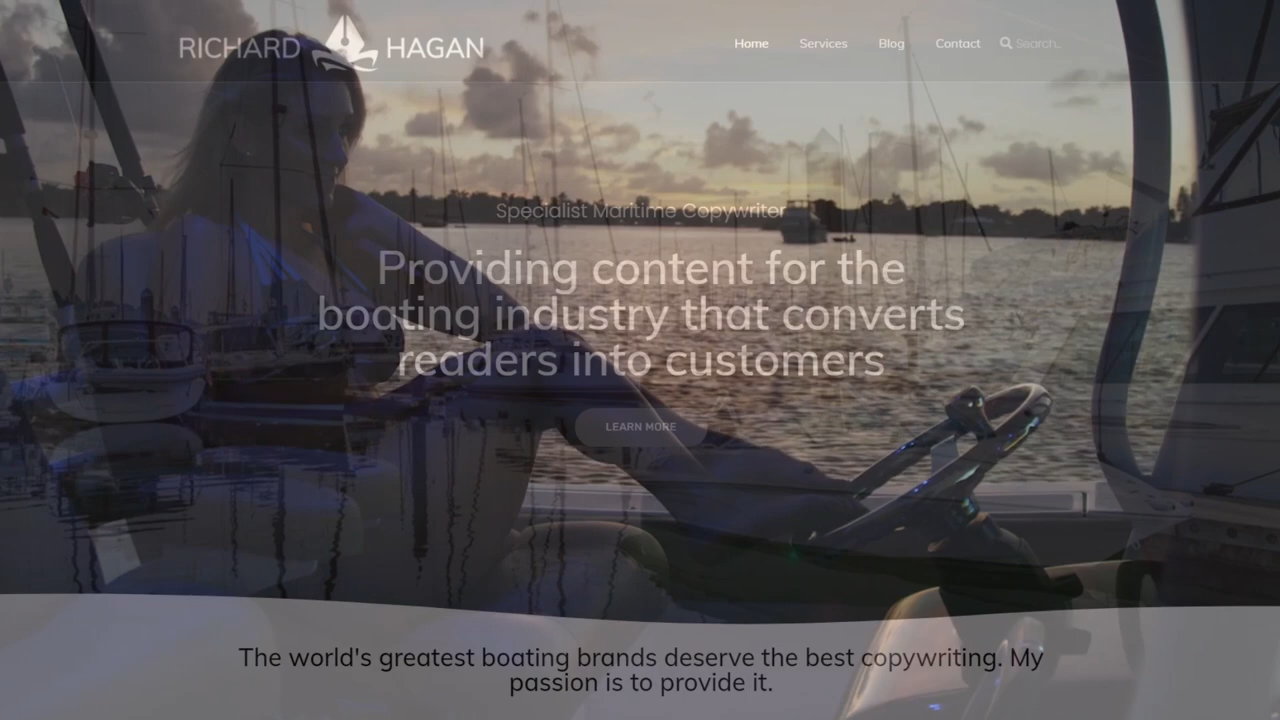 RICHARD HAGAN
Home Services Blog Contact Search..
Specialist Maritime Copywriter
Providing content for the
boating industry that converts
readers into customers
LEARN MORE
The world's greatest boating brands deserve the best copywriting. My
passion is to provide it.